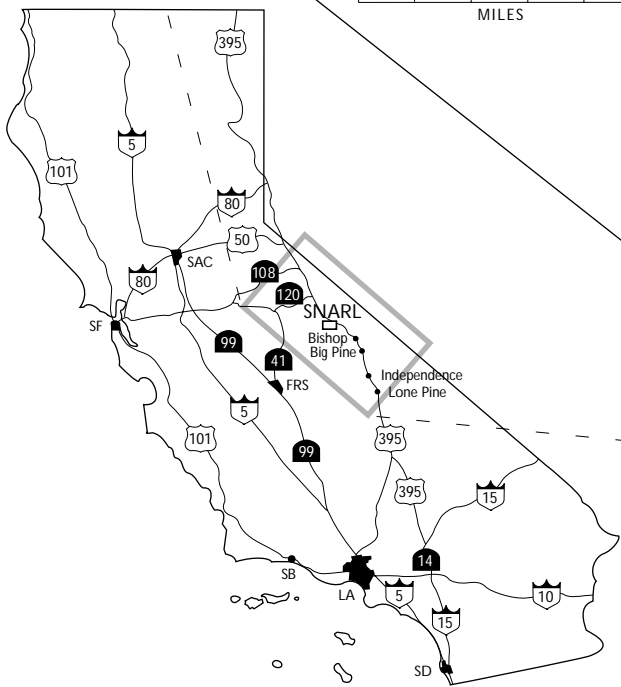 MILES
395
5
101
80
50
SAC
108
80
120
SNARL
SF
Bishop
Big Pine
99
41
FRS
Independence
Lone Pine
5
101
395
99
395
15
SB
14
LA
5
10
15
SD